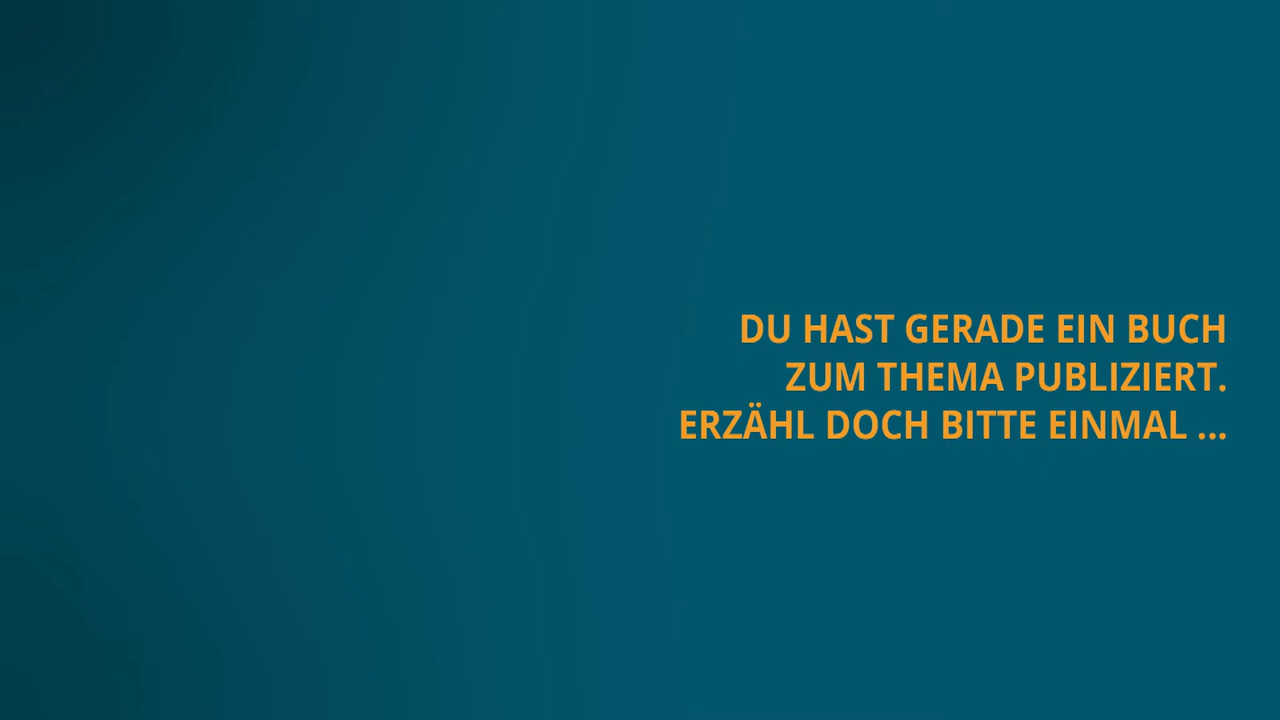 DU HAST GERADE EIN BUCH
ZUM THEMA PUBLIZIERT.
ERZÄHL DOCH BITTE EINMAL ...